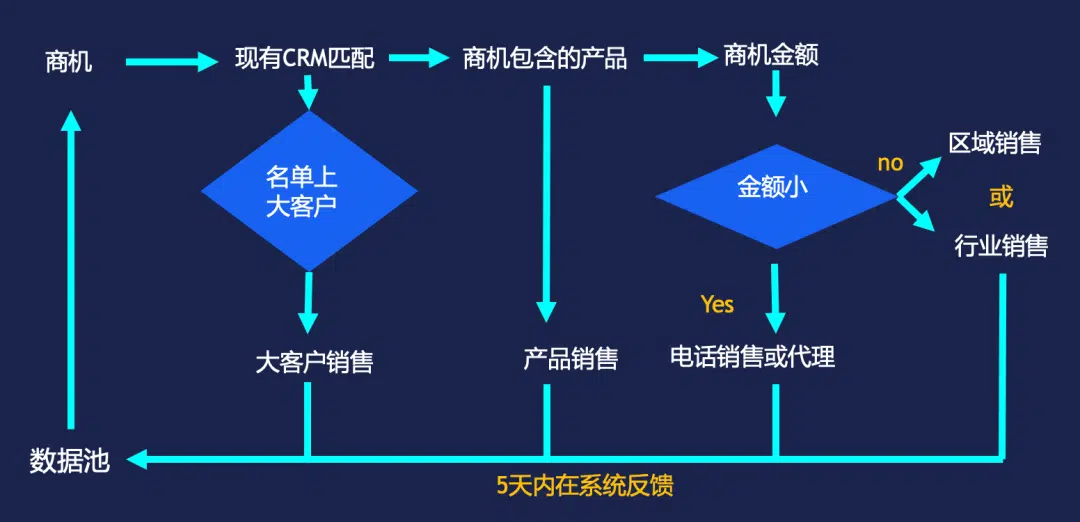 商机
现有CRM匹配
商机包含的产品
商机金额
名单上
大客户
金额小
no
区域销售
或
行业销售
Yes
大客户销售
产品销售
电话销售或代理
数据池
5天内在系统反馈